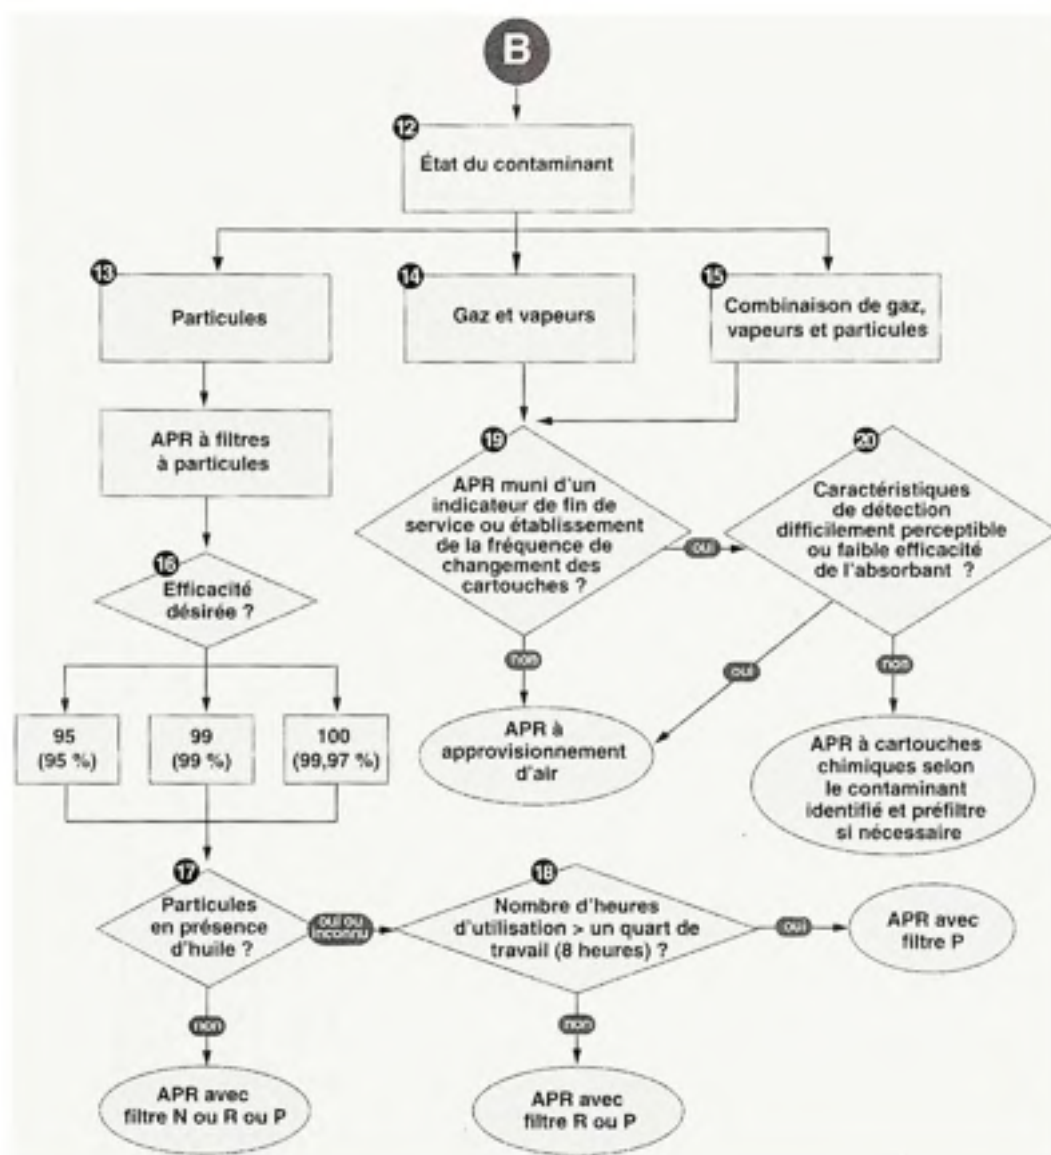 B
12
État du contaminant
13
Particules
14
Gaz et vapeurs
15
Combinaison de gaz,
vapeurs et particules
APR à filtres
à particules
19
APR muni d'un
indicateur de fin de
service ou établissement
de la fréquence de
changement des
cartouches ?
oui
20
Caractéristiques
de détection
difficilement perceptible
ou faible efficacité
de l'absorbant ?
16
Efficacité
désirée ?
non
oui
non
95
(95 %)
99
(99 %)
100
(99,97 %)
APR à
approvisionnement
d'air
APR à cartouches
chimiques selon
le contaminant
identifié et préfiltre
si nécessaire
17
Particules
en présence
d'huile ?
oui ou
inconnu
18
Nombre d'heures
d'utilisation > un quart de
travail (8 heures) ?
oui
APR avec
filtre P
non
non
APR avec
filtre N ou R ou P
APR avec
filtre R ou P